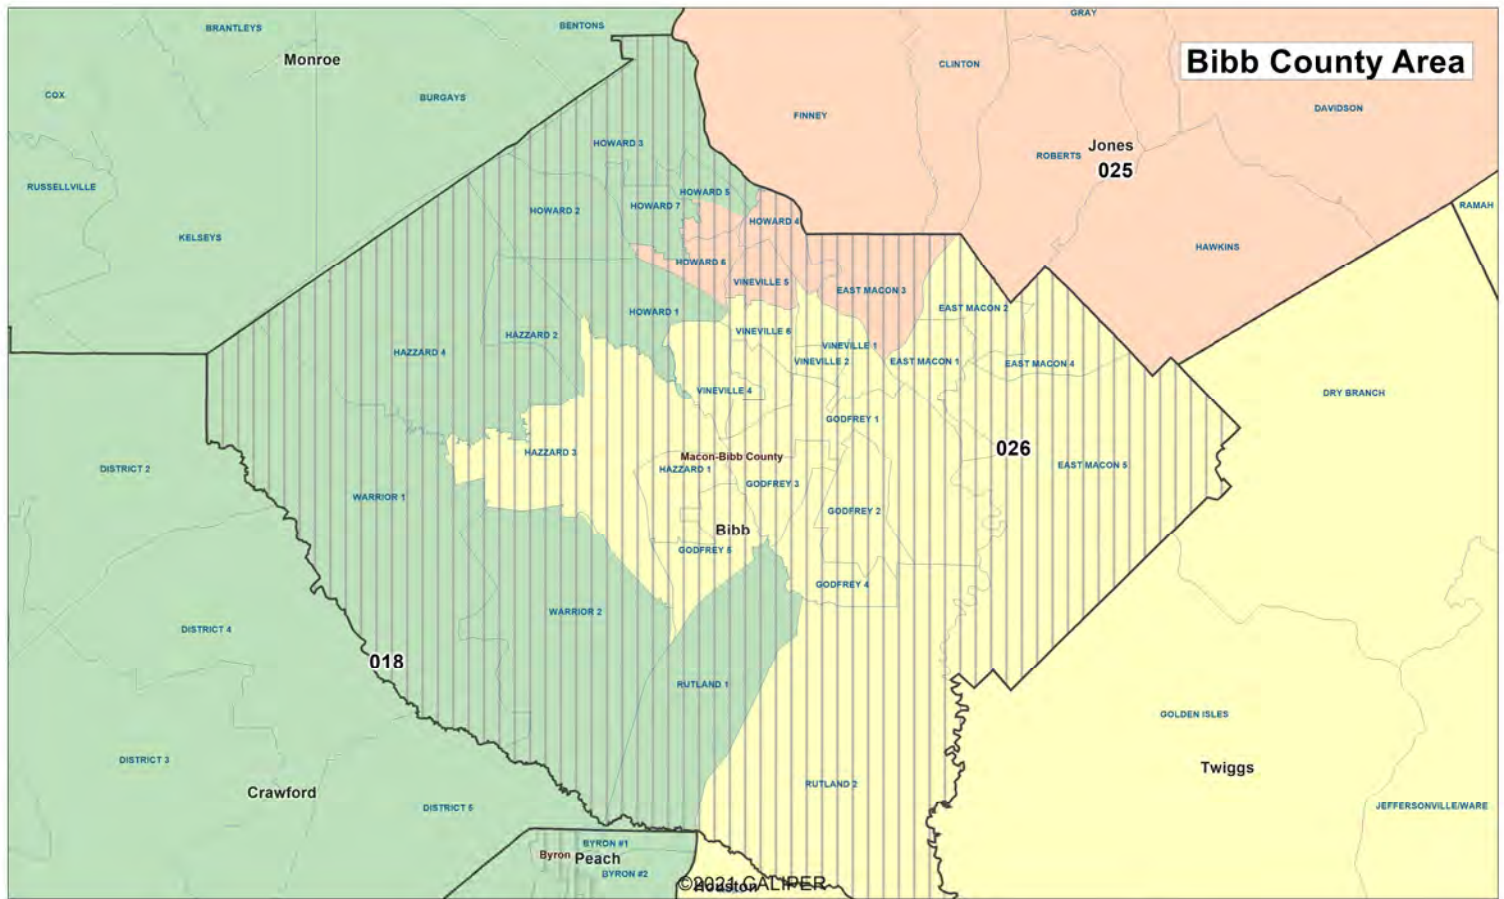 GRAY
BRANTLEYS
BENTONS
Monroe
Bibb County Area
CLINTON
COX
BURGAYS
DAVIDSON
FINNEY
HOWARD 3
Jones
ROBERTS
025
RUSSELLVILLE
HOWARD 5
HOWARD 7
RAMAH
HOWARD 2
HOWARD 4
KELSEYS
HAWKINS
HOWARD 6
VINEVILLE 5
EAST MACON 3
EAST MACON 2
HOWARD 1
VINEVILLE 6
HAZZARD 2
VINEVILLE 1
HAZZARD 4
VINEVILLE 2
EAST MACON 1
EAST MACON 4
VINEVILLE 4
DRY BRANCH
GODFREY 1
026
HAZZARD 3
Macon-Bibb County
EAST MACON 5
DISTRICT 2
HAZZARD 1
GODFREY 3
WARRIOR 1
GODFREY 2
Bibb
GODFREY 5
GODFREY 4
WARRIOR 2
DISTRICT 4
018
RUTLAND 1
GOLDEN ISLES
DISTRICT 3
Twiggs
RUTLAND 2
Crawford
DISTRICT 5
JEFFERSONVILLE/WARE
BYRON #1
Byron
Peach
BYRON #2
©2021 CALIPER
Houston